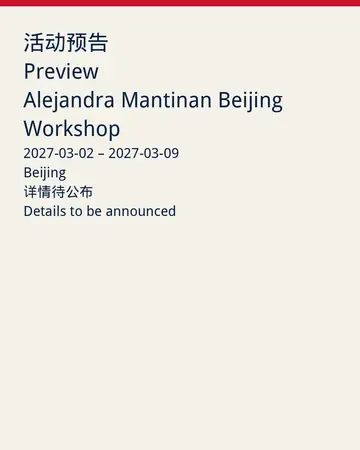 活动预告
Preview
Alejandra Mantinan Beijing
Workshop
2027-03-02 – 2027-03-09
Beijing
详情待公布
Details to be announced